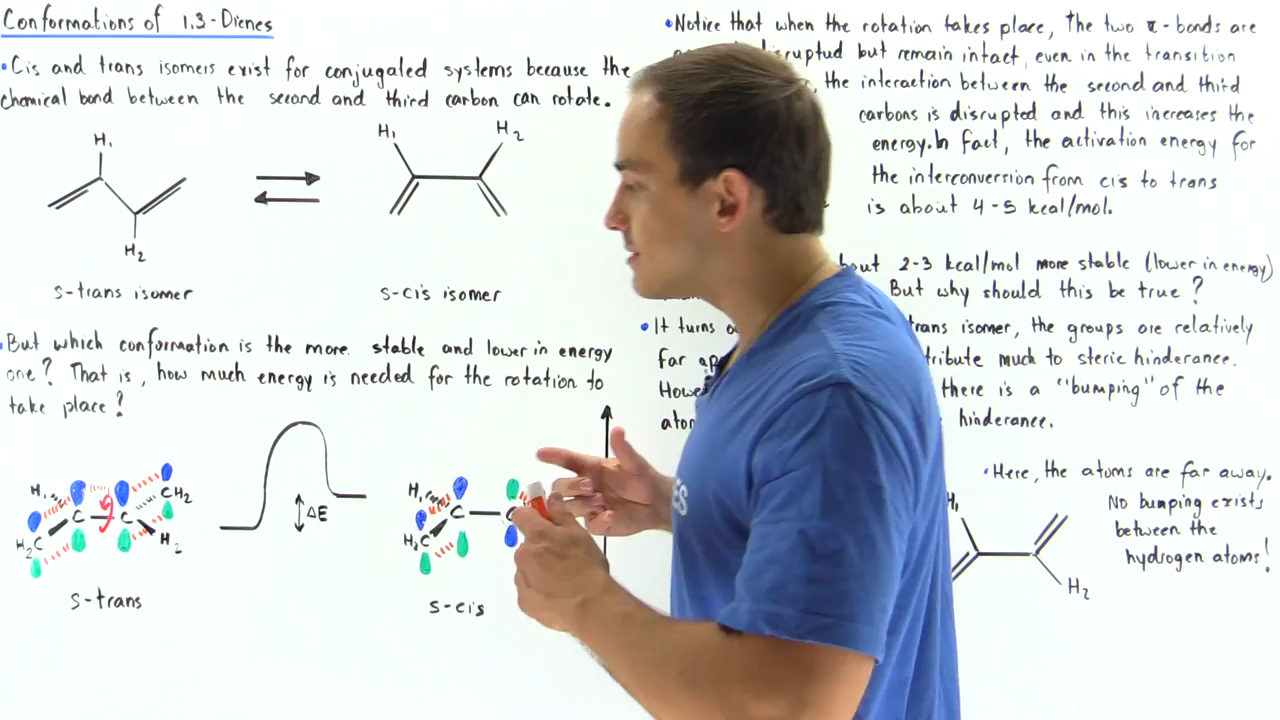 Conformations of 1,3-Dienes
• Cis and trans isomers exist for conjugated systems because the
chemical bond between the second and third carbon can rotate.
H₁
H₂
s-trans isomer
H₁
H₂
s-cis isomer
• But which conformation is the more stable and lower in energy
one? That is, how much energy is needed for the rotation to
take place?
H₁
C
C
CH₂
H₂C
H₂
s-trans
ΔE
H₁
C
C
H₂C
s-cis
• Notice that when the rotation takes place, the two π-bonds are
disrupted but remain intact, even in the transition
the interaction between the second and third
carbons is disrupted and this increases the
energy. In fact, the activation energy for
the interconversion from cis to trans
is about 4-5 kcal/mol.
2-3 kcal/mol more stable (lower in energy)
But why should this be true?
• It turns trans isomer, the groups are relatively
far much to steric hinderance.
there is a "bumping" of the
hinderance.
• Here, the atoms are far away.
No bumping exists
between the
hydrogen atoms!
H₂